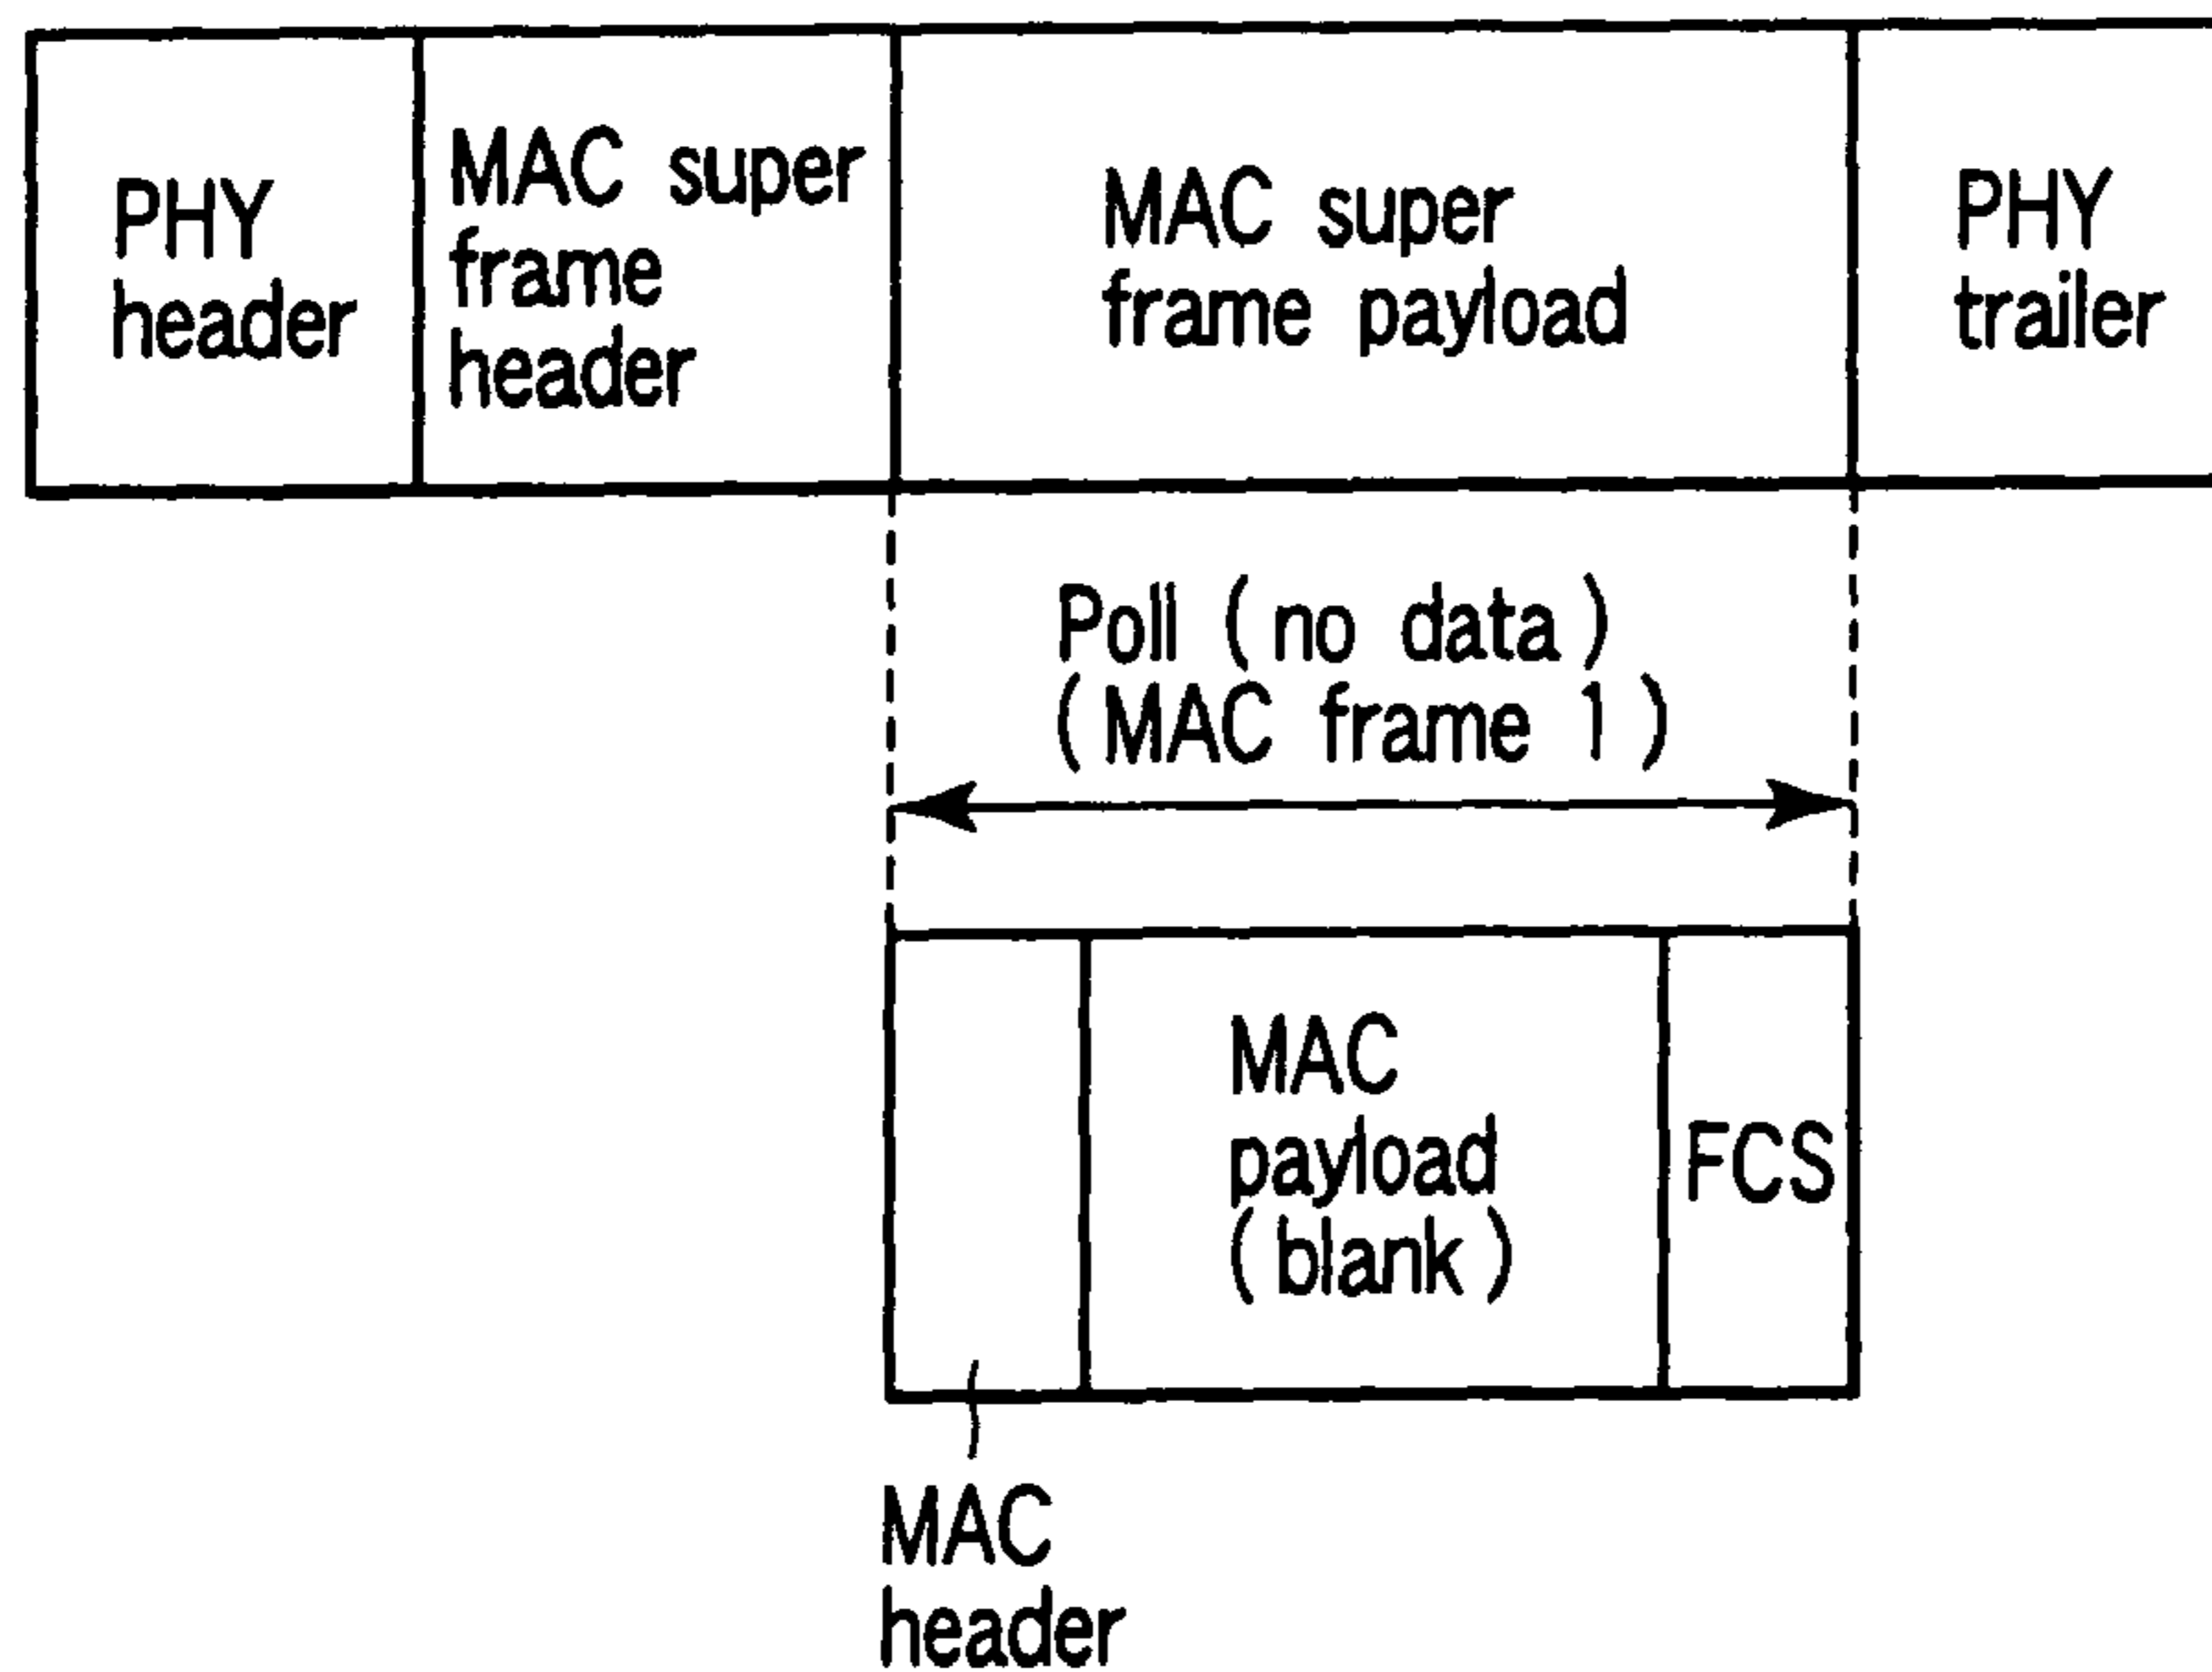 PHY
header
MAC super
frame
header
MAC super
frame payload
PHY
trailer
Poll (no data)
(MAC frame 1)
MAC
payload
(blank)
FCS
MAC
header